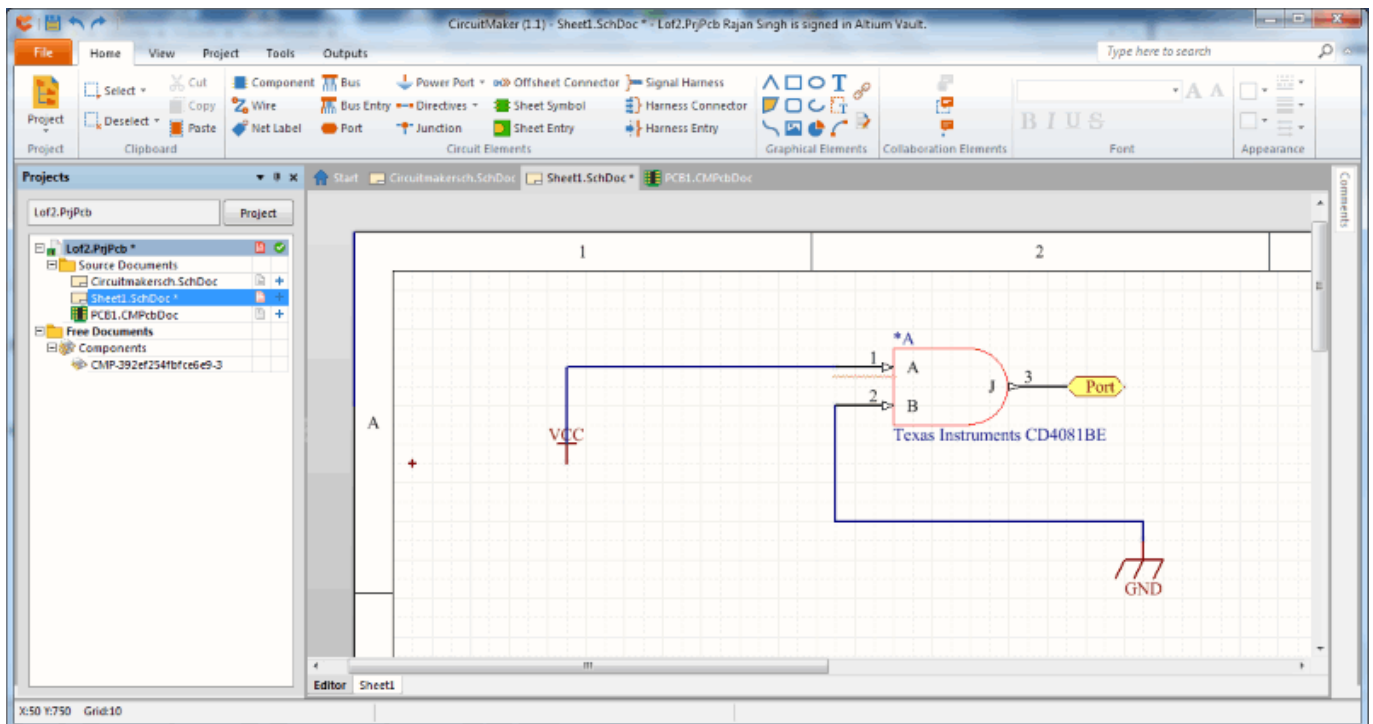 CircuitMaker (1.1) - Sheet1.SchDoc * - Lof2.PrjPcb Rajan Singh is signed in Altium Vault.
File Home View Project Tools Outputs Type here to search
Project
Select Cut
Copy
Deselect Paste
Component Bus Power Port Offsheet Connector Signal Harness
Wire Bus Entry Directives Sheet Symbol Harness Connector
Net Label Port Junction Sheet Entry Harness Entry
T
T
A A
B I U S
Project Clipboard Circuit Elements Graphical Elements Collaboration Elements Font Appearance
Projects
Start Circuitmakersch.SchDoc Sheet1.SchDoc * PCB1.CMPcbDoc
Comments
Lof2.PrjPcb Project
Lof2.PrjPcb *
Source Documents
Circuitmakersch.SchDoc
Sheet1.SchDoc *
PCB1.CMPcbDoc
Free Documents
Components
CMP-392ef254fbfce6e9-3
1 2
A
*A
1 A
J 3 Port
2 B
Texas Instruments CD4081BE
VCC
GND
Editor Sheet1
X:50 Y:750 Grid:10